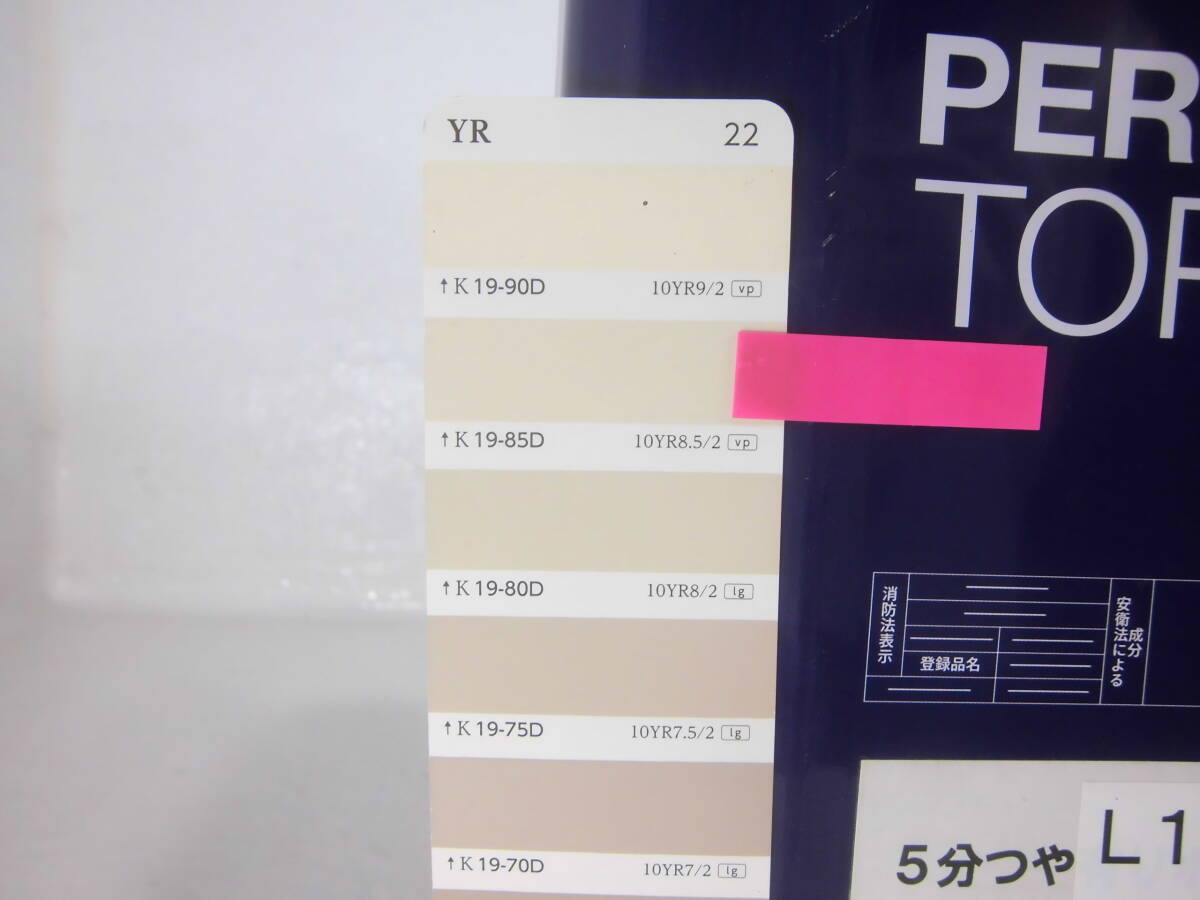 YR 22
↑K 19-90D 10YR9/2 vp
↑K 19-85D 10YR8.5/2 vp
↑K 19-80D 10YR8/2 lg
↑K 19-75D 10YR7.5/2 lg
↑K 19-70D 10YR7/2 lg
PER
TOP
消防法表示
登録品名
安衛法による
成分
5分つや
L1